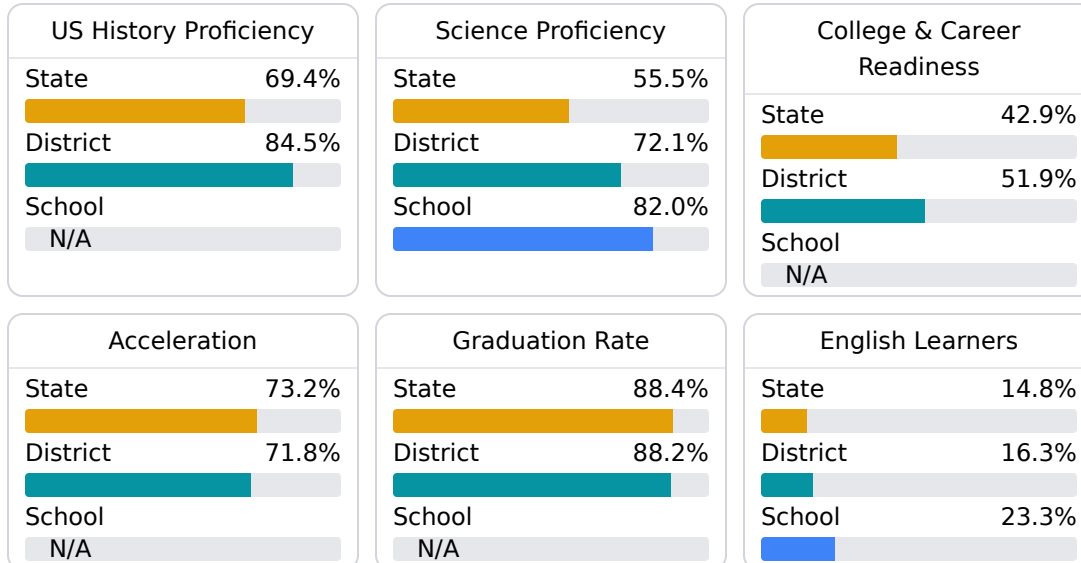 US History Proficiency
State 69.4%
District 84.5%
School
N/A
Science Proficiency
State 55.5%
District 72.1%
School 82.0%
College & Career
Readiness
State 42.9%
District 51.9%
School
N/A
Acceleration
State 73.2%
District 71.8%
School
N/A
Graduation Rate
State 88.4%
District 88.2%
School
N/A
English Learners
State 14.8%
District 16.3%
School 23.3%